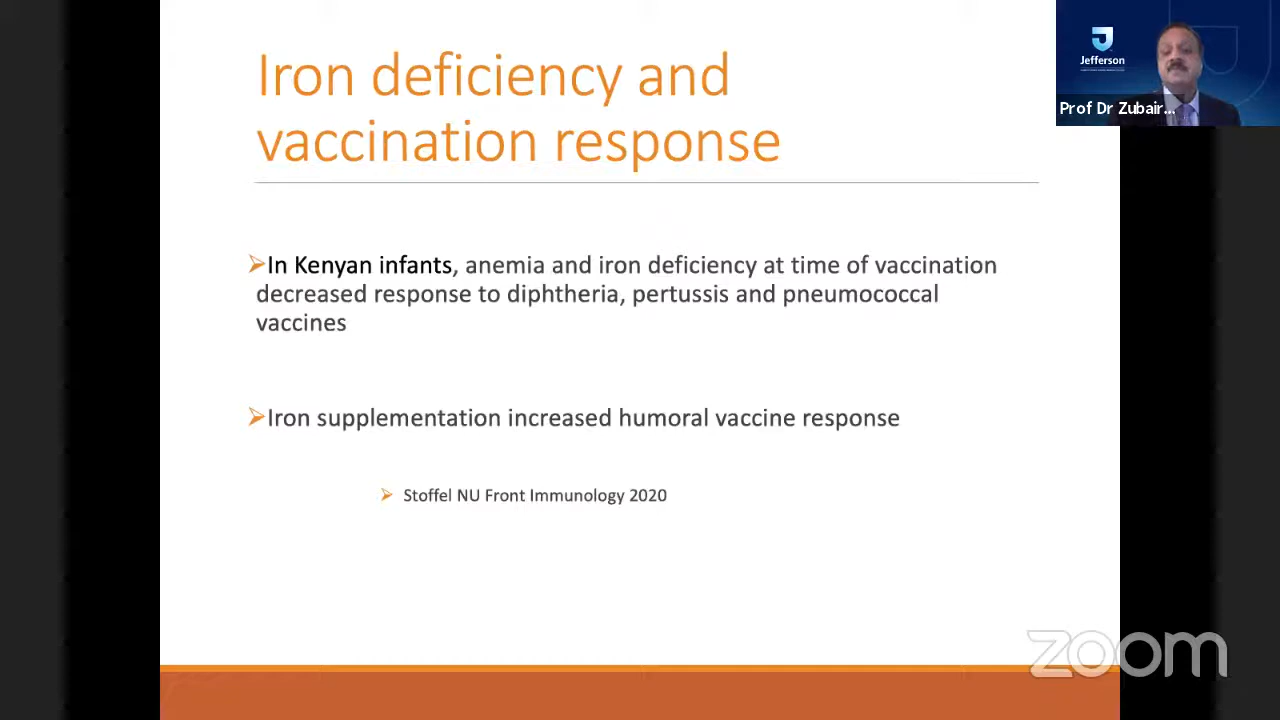 Iron deficiency and
vaccination response
➢In Kenyan infants, anemia and iron deficiency at time of vaccination
decreased response to diphtheria, pertussis and pneumococcal
vaccines
➢Iron supplementation increased humoral vaccine response
➢ Stoffel NU Front Immunology 2020
Jefferson
Prof Dr Zubair...
zoom